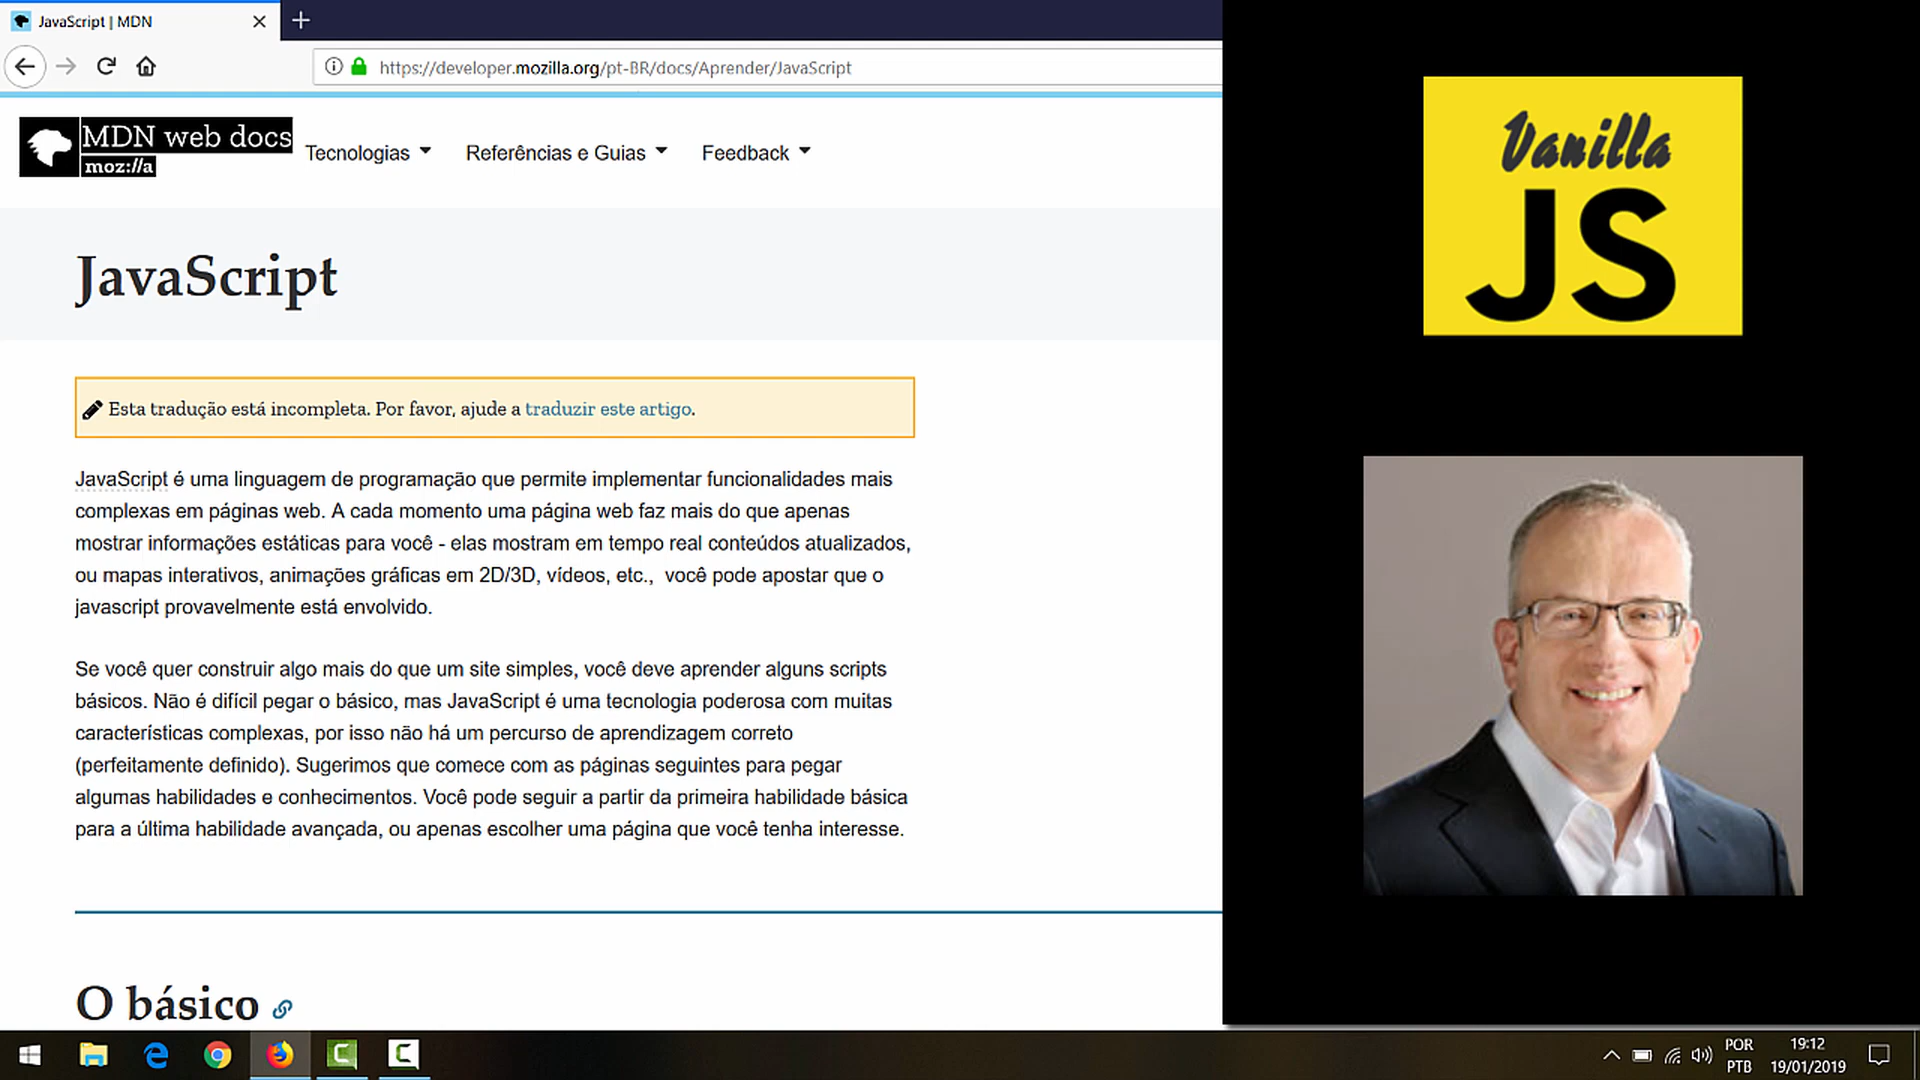 JavaScript | MDN
https://developer.mozilla.org/pt-BR/docs/Aprender/JavaScript
MDN web docs
moz://a
Tecnologias
Referências e Guias
Feedback
JavaScript
Esta tradução está incompleta. Por favor, ajude a traduzir este artigo.
JavaScript é uma linguagem de programação que permite implementar funcionalidades mais
complexas em páginas web. A cada momento uma página web faz mais do que apenas
mostrar informações estáticas para você - elas mostram em tempo real conteúdos atualizados,
ou mapas interativos, animações gráficas em 2D/3D, vídeos, etc., você pode apostar que o
javascript provavelmente está envolvido.
Se você quer construir algo mais do que um site simples, você deve aprender alguns scripts
básicos. Não é difícil pegar o básico, mas JavaScript é uma tecnologia poderosa com muitas
características complexas, por isso não há um percurso de aprendizagem correto
(perfeitamente definido). Sugerimos que comece com as páginas seguintes para pegar
algumas habilidades e conhecimentos. Você pode seguir a partir da primeira habilidade básica
para a última habilidade avançada, ou apenas escolher uma página que você tenha interesse.
O básico
Vanilla
JS
POR
PTB
19:12
19/01/2019